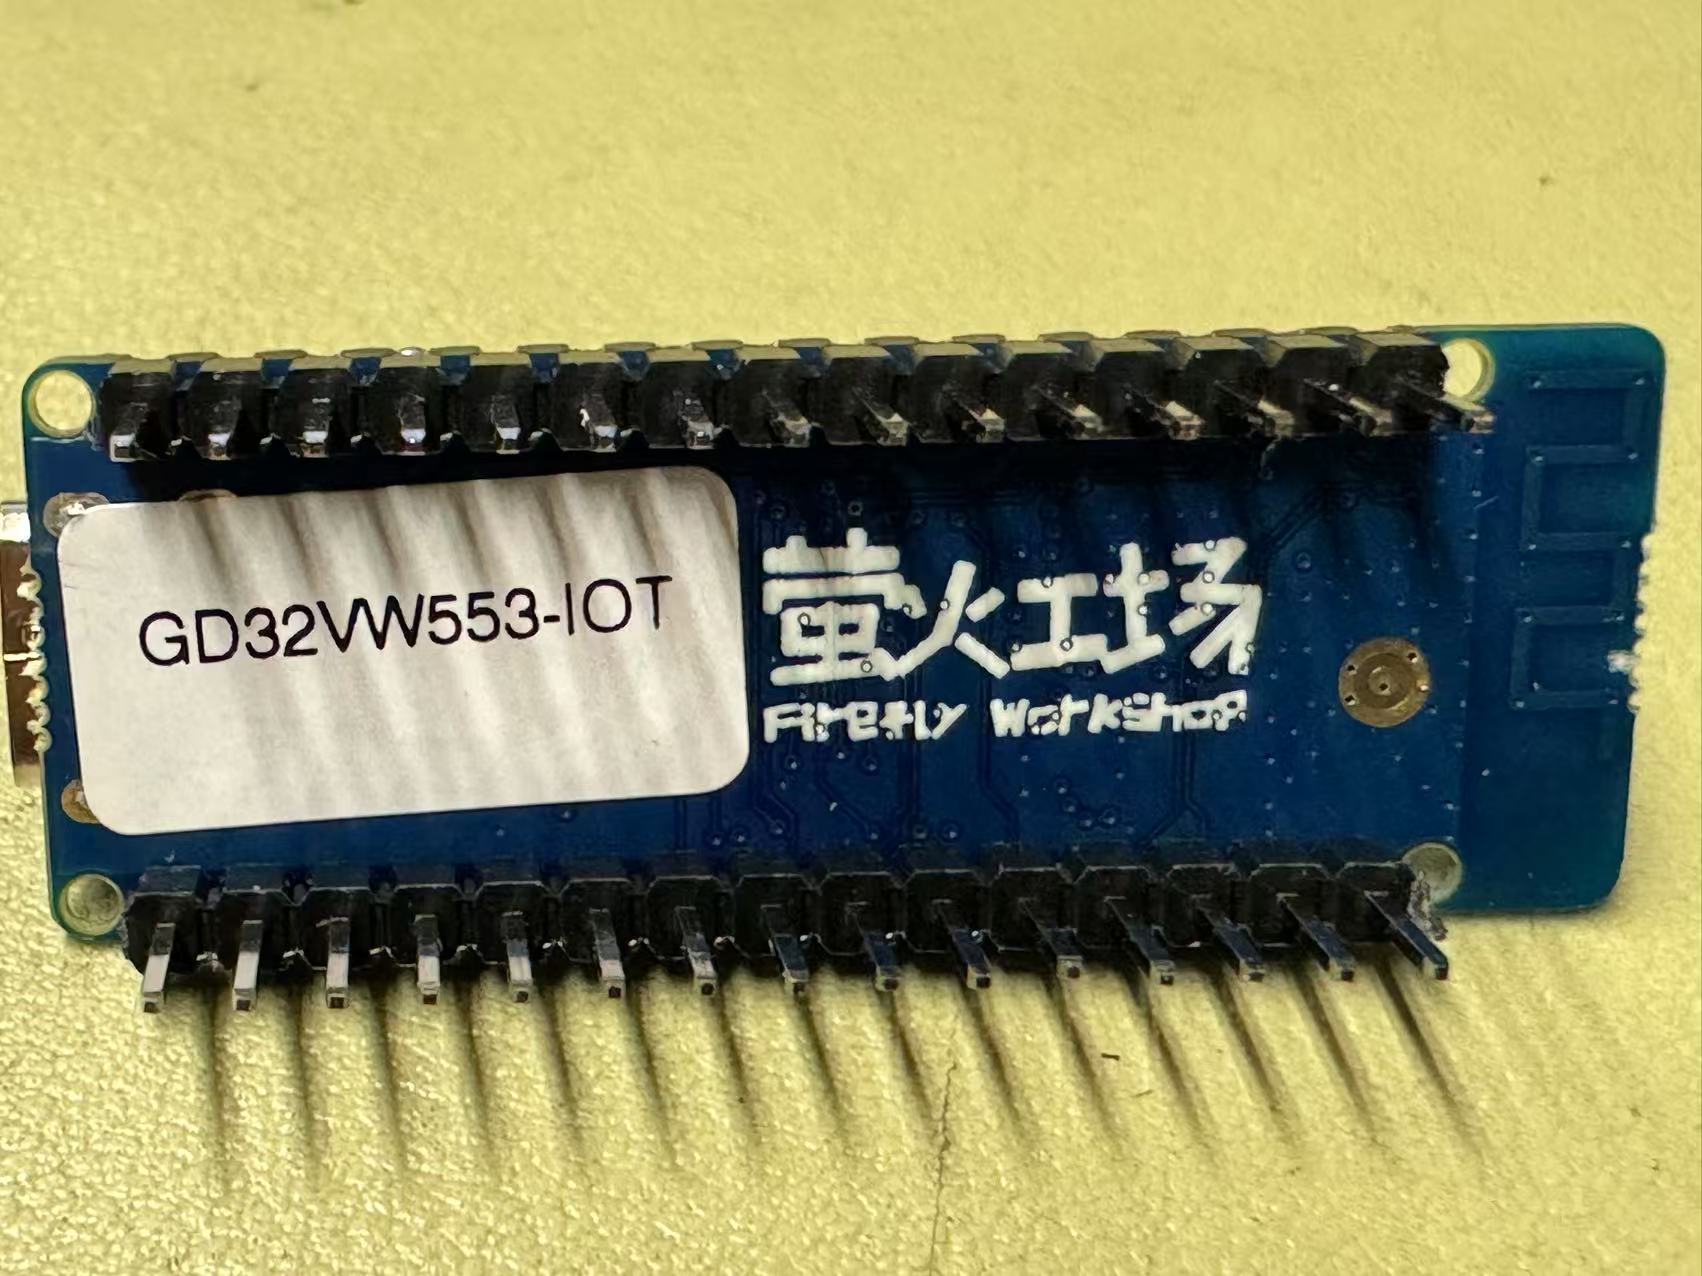 GD32VW553-IOT
萤火工场
Firefly Workshop